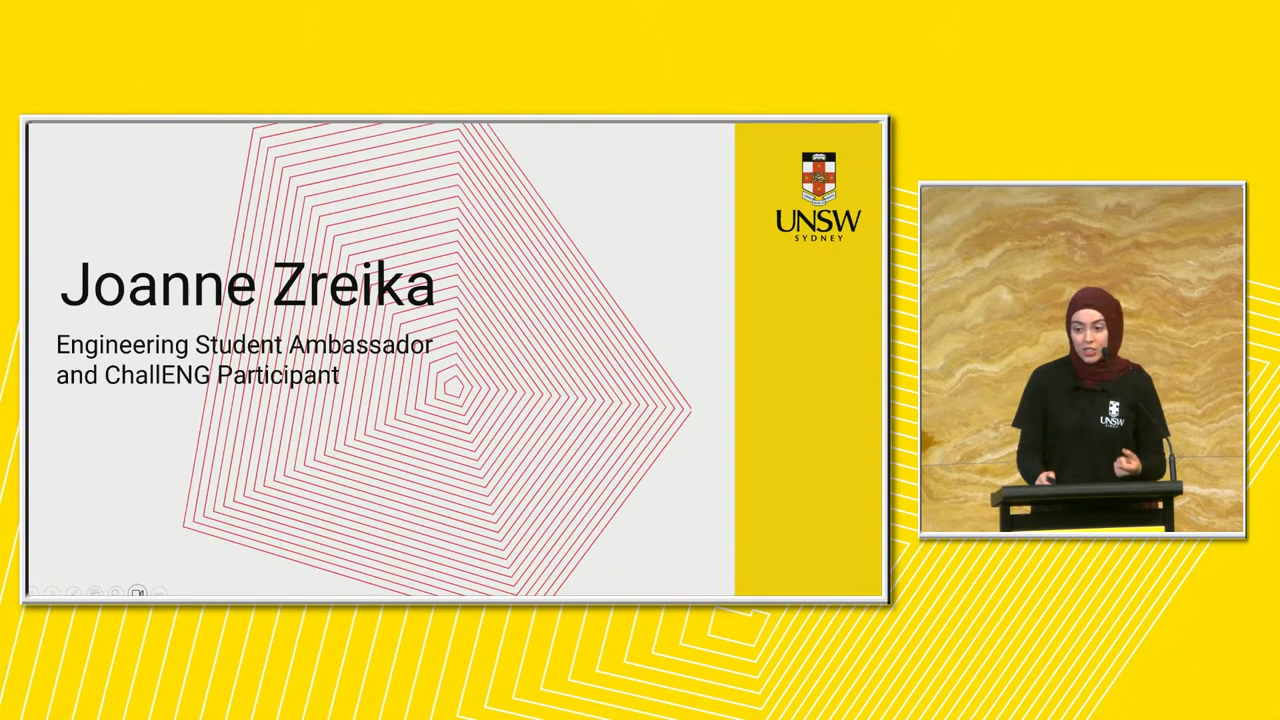 Joanne Zreika
Engineering Student Ambassador
and ChallENG Participant
UNSW
SYDNEY
UNSW